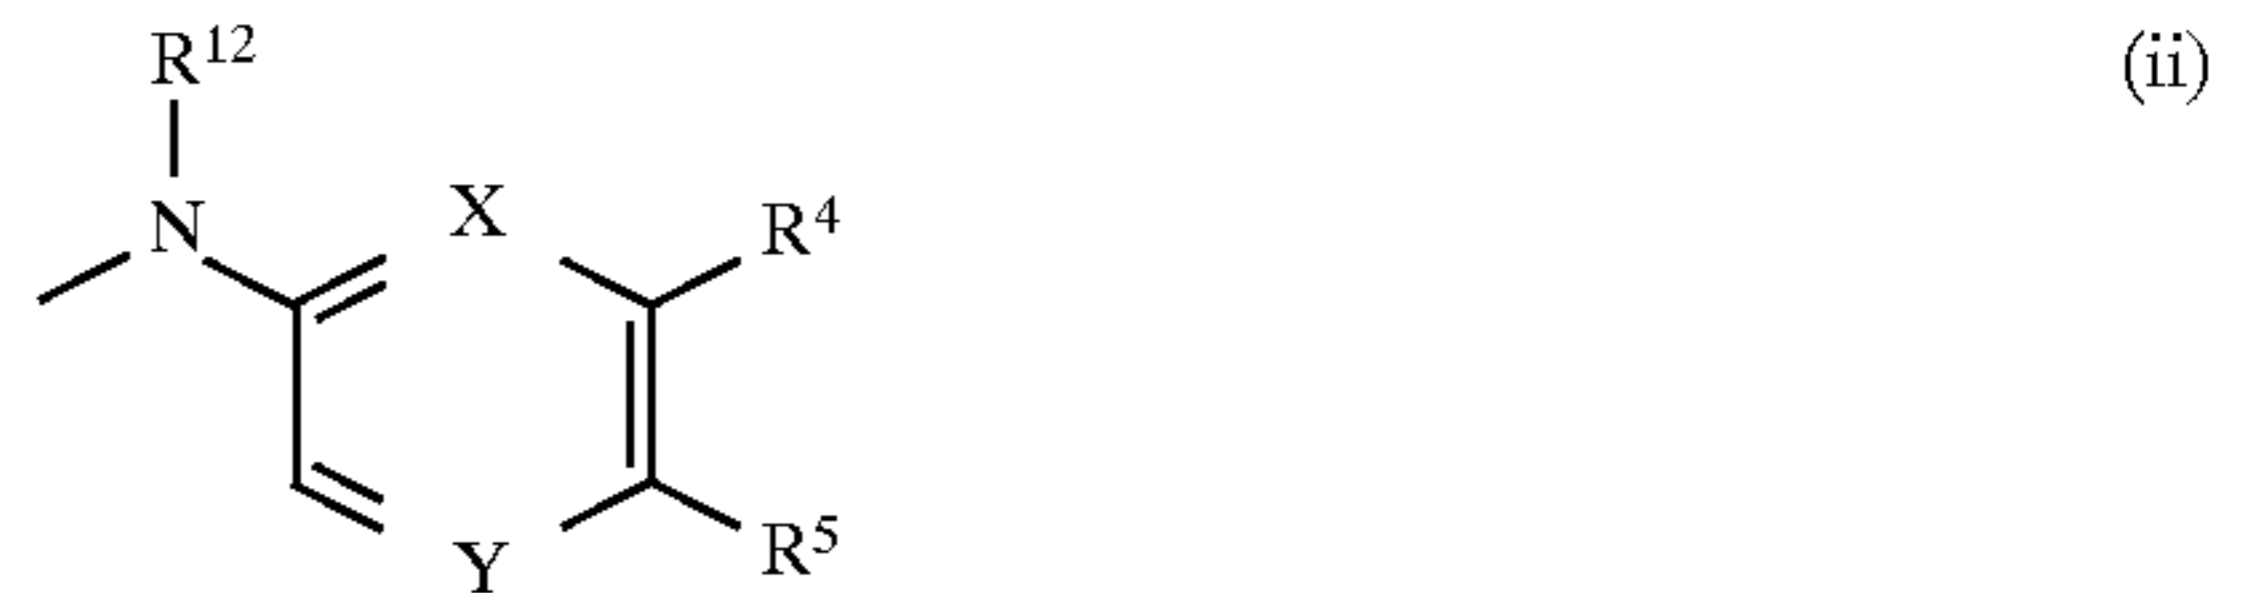 R¹² (ii)
N X R⁴
Y R⁵